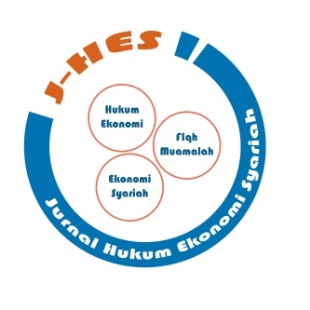 J-HES
Hukum
Ekonomi
Fiqh
Muamalah
Ekonomi
Syariah
Jurnal Hukum Ekonomi Syariah